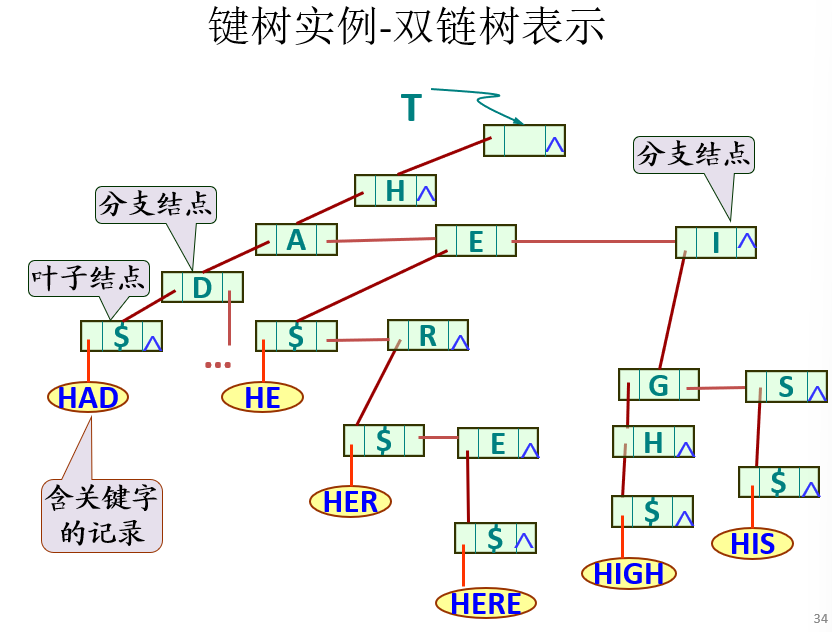 键树实例-双链树表示
T
分支结点
H ^
分支结点
A E I ^
叶子结点
D
$ ^ $ R ^
...
HAD HE
G S ^
$ E ^
H ^
$ ^
含关键字
的记录
HER
$ ^
$ ^
HIS
HIGH
HERE
34